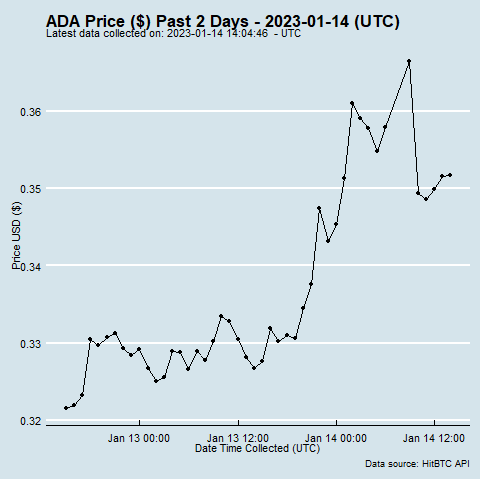 ADA Price ($) Past 2 Days - 2023-01-14 (UTC)
Latest data collected on: 2023-01-14 14:04:46 - UTC
0.36
0.35
0.34
0.33
0.32
Price USD ($)
Jan 13 00:00 Jan 13 12:00 Jan 14 00:00 Jan 14 12:00
Date Time Collected (UTC)
Data source: HitBTC API